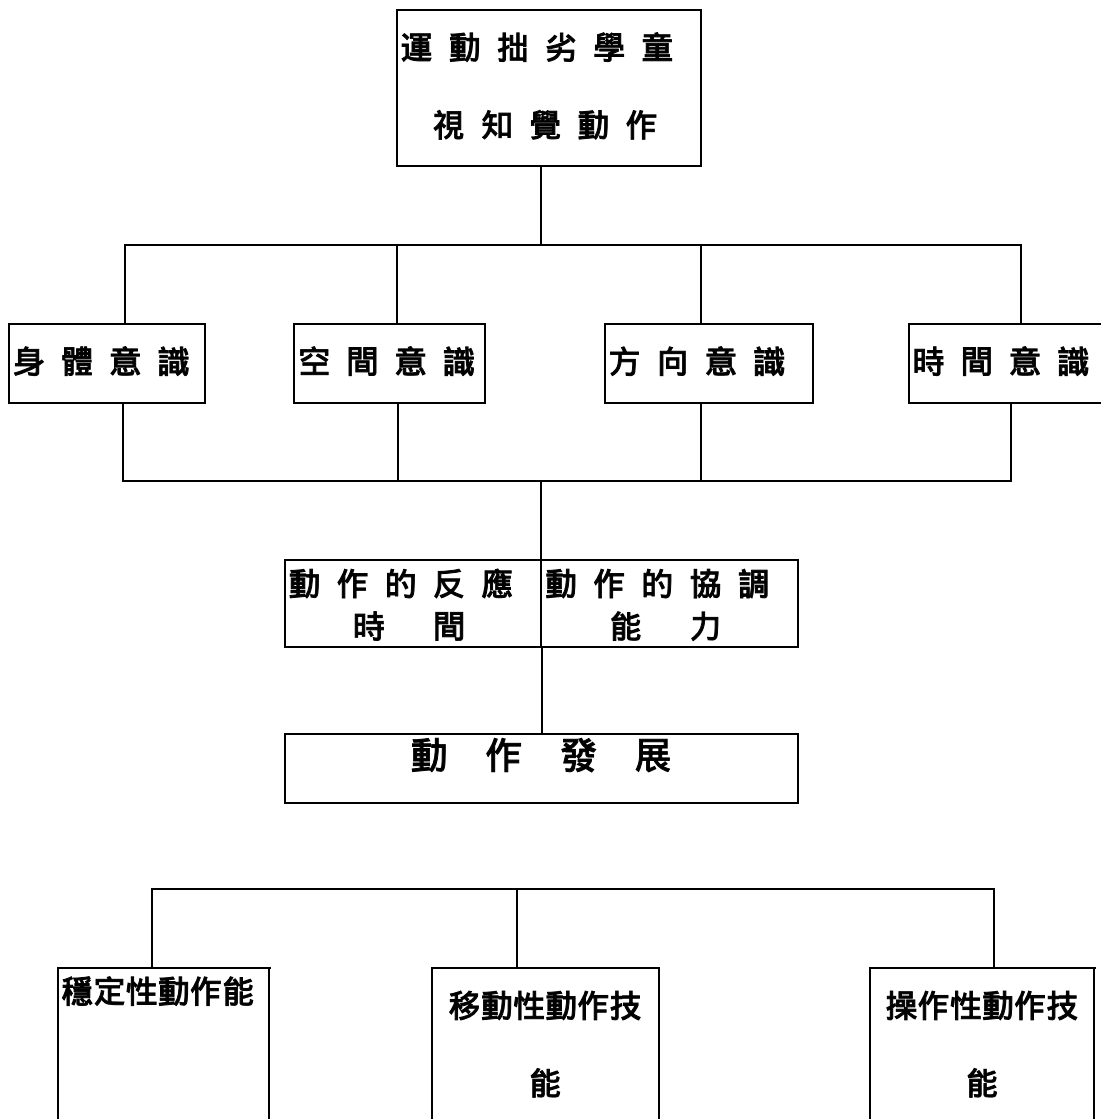 運動拙劣學童
視知覺動作
身體意識 空間意識 方向意識 時間意識
動作的反應 動作的協調
時間 能力
動作發展
穩定性動作能 移動性動作技 操作性動作技
能 能